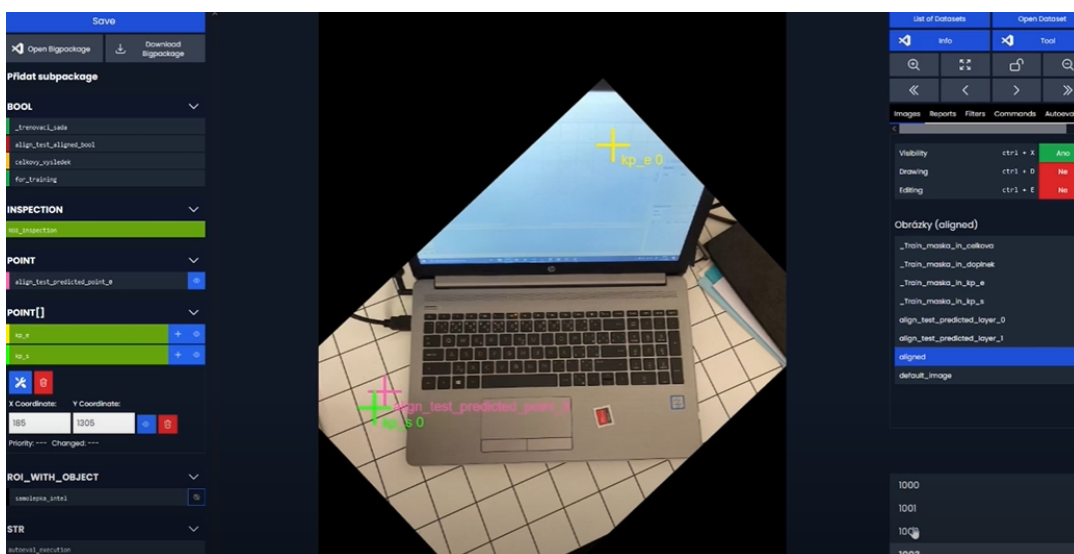 Save
Open Bigpackage
Download Bigpackage
Přidat subpackage
BOOL
_trenovaci_sada
align_test_aligned_bool
celkovy_vysledek
for_training
INSPECTION
POINT
align_test_predicted_point_0
POINT[]
kp_e
kp_s
X Coordinate: Y Coordinate:
185 1305
Priority: --- Changed: ---
ROI_WITH_OBJECT
samolepka_intel
STR
autoeval_execution
kp_e 0
align_test_predicted_point_0
kp_s 0
List of Datasets Open Dataset
Info Tool
Images Reports Filters Commands Autoeva
Visibility ctrl + X Ano
Drawing ctrl + D Ne
Editing ctrl + E Ne
Obrázky (aligned)
_Train_maska_in_celkova
_Train_maska_in_doplnek
_Train_maska_in_kp_e
_Train_maska_in_kp_s
align_test_predicted_layer_0
align_test_predicted_layer_1
aligned
default_image
1000
1001